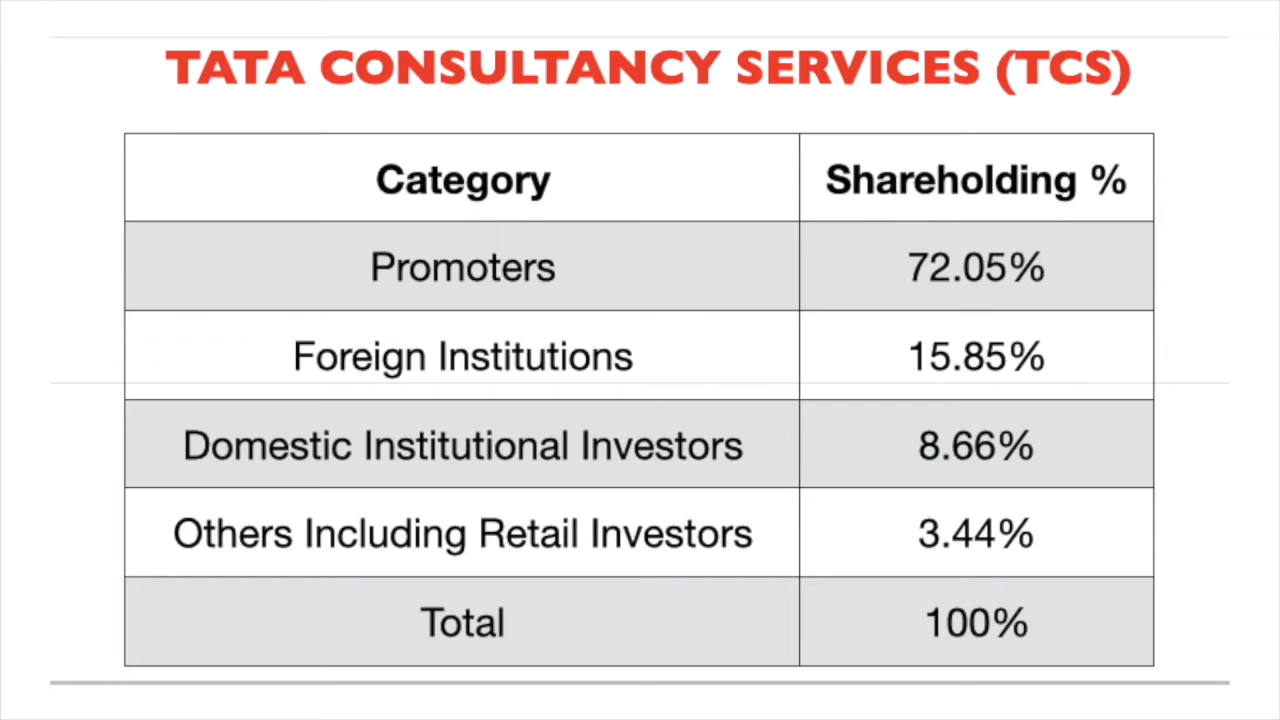 TATA CONSULTANCY SERVICES (TCS)
Category Shareholding %
Promoters 72.05%
Foreign Institutions 15.85%
Domestic Institutional Investors 8.66%
Others Including Retail Investors 3.44%
Total 100%